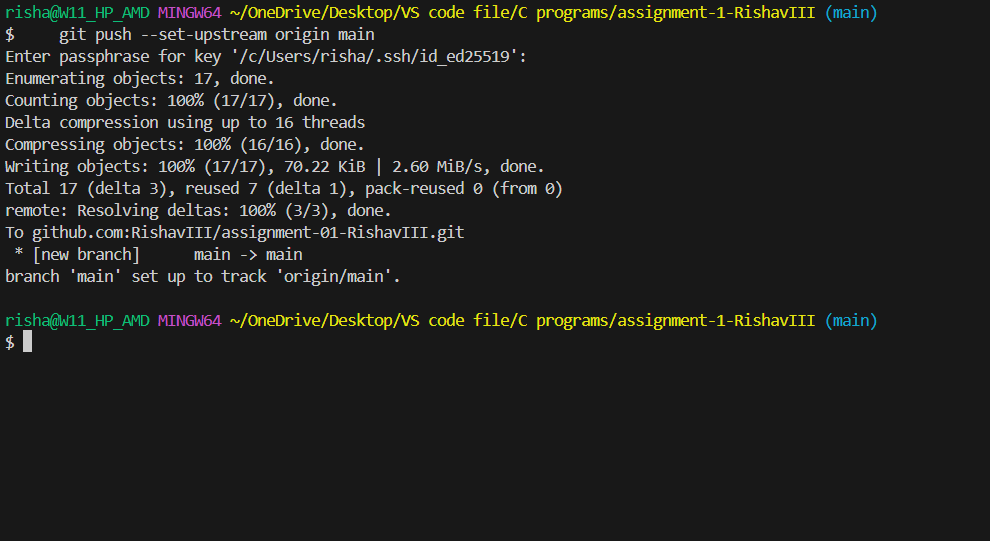 risha@W11_HP_AMD MINGW64 ~/OneDrive/Desktop/VS code file/C programs/assignment-1-RishavIII (main)
$     git push --set-upstream origin main
Enter passphrase for key '/c/Users/risha/.ssh/id_ed25519':
Enumerating objects: 17, done.
Counting objects: 100% (17/17), done.
Delta compression using up to 16 threads
Compressing objects: 100% (16/16), done.
Writing objects: 100% (17/17), 70.22 KiB | 2.60 MiB/s, done.
Total 17 (delta 3), reused 7 (delta 1), pack-reused 0 (from 0)
remote: Resolving deltas: 100% (3/3), done.
To github.com:RishavIII/assignment-01-RishavIII.git
 * [new branch]      main -> main
branch 'main' set up to track 'origin/main'.
risha@W11_HP_AMD MINGW64 ~/OneDrive/Desktop/VS code file/C programs/assignment-1-RishavIII (main)
$